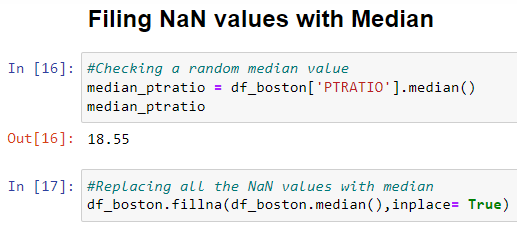 Filing NaN values with Median
In [16]: #Checking a random median value
median_ptratio = df_boston['PTRATIO'].median()
median_ptratio
Out[16]: 18.55
In [17]: #Replacing all the NaN values with median
df_boston.fillna(df_boston.median(),inplace= True)